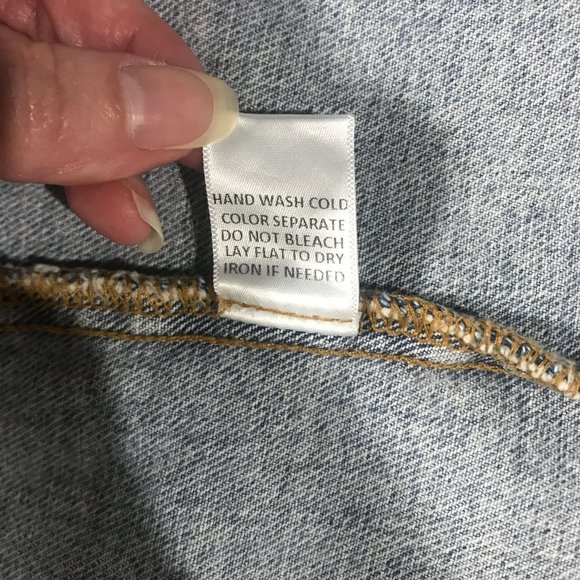 HAND WASH COLD
COLOR SEPARATE
DO NOT BLEACH
LAY FLAT TO DRY
IRON IF NEEDED